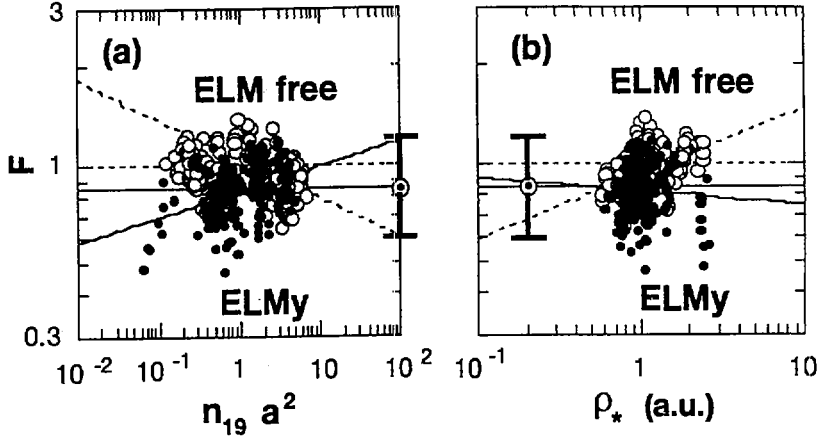 3
(a)
(b)
ELM free
ELM free
F
1
ELMy
ELMy
0.3
10⁻² 10⁻¹ 1 10 10²
10⁻¹ 1 10
n₁₉ a²
ρ* (a.u.)